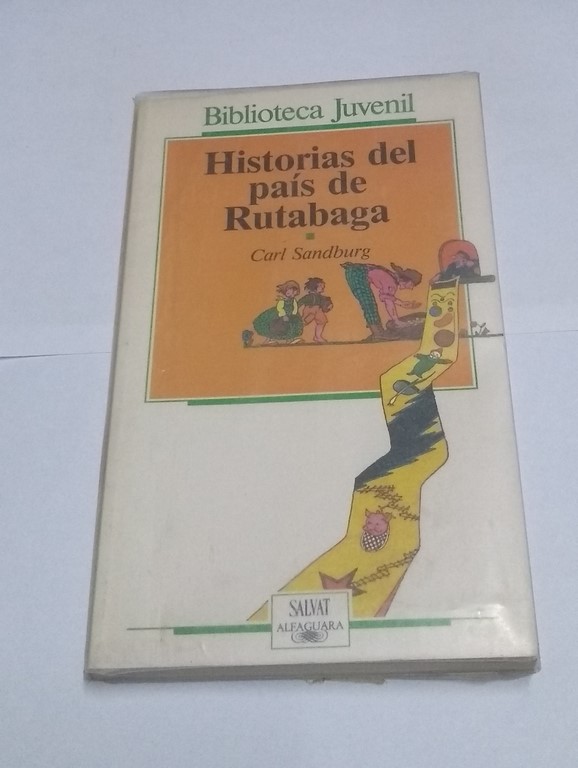 Biblioteca Juvenil
Historias del
país de
Rutabaga
Carl Sandburg
SALVAT
ALFAGUARA